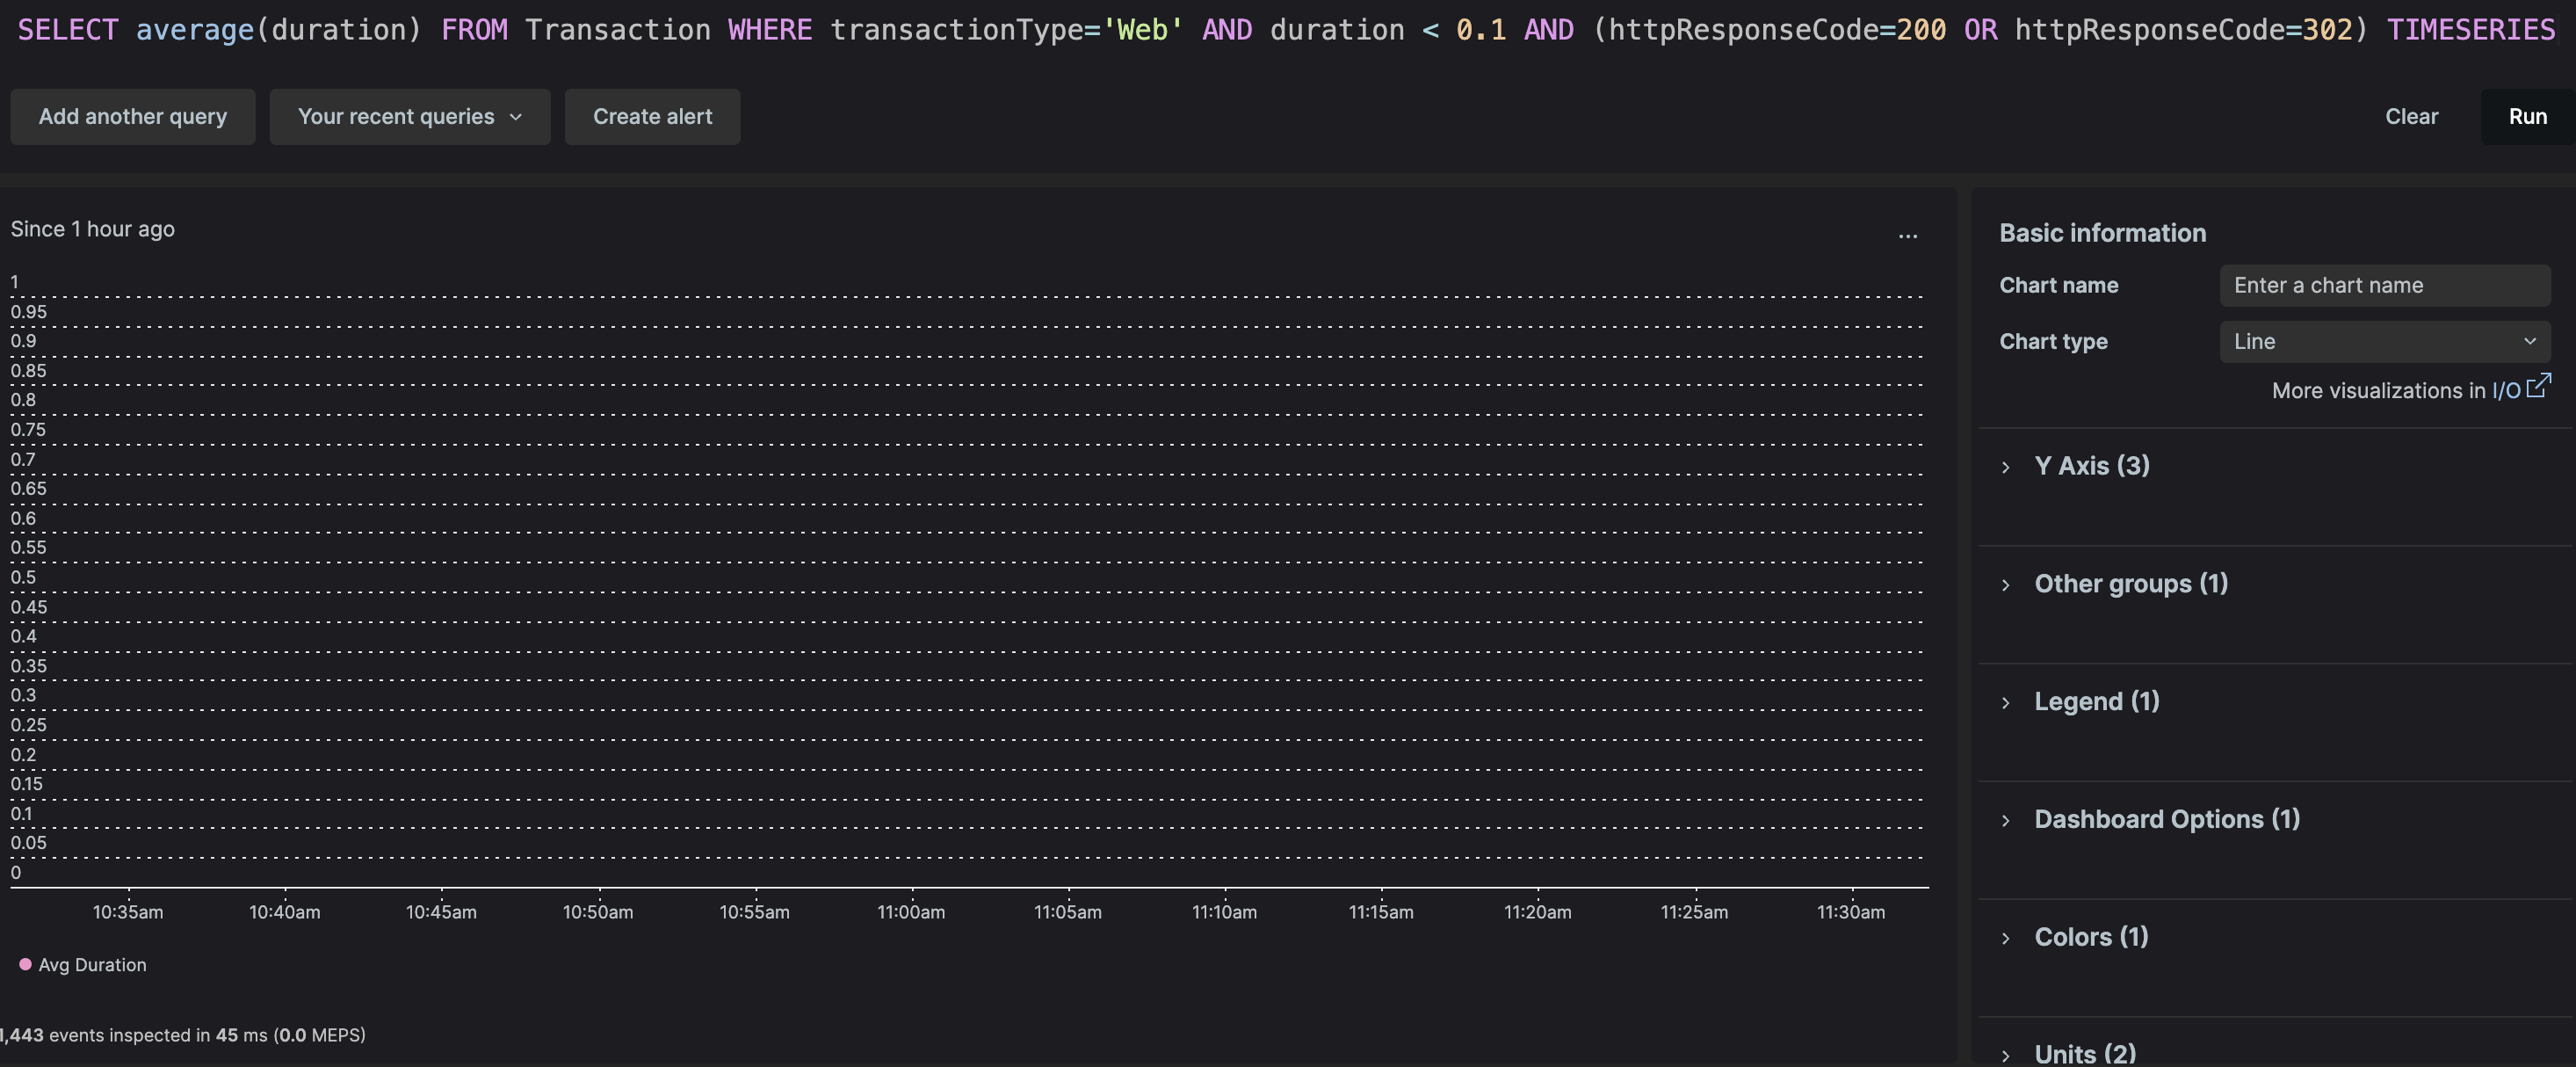 SELECT average(duration) FROM Transaction WHERE transactionType='Web' AND duration < 0.1 AND (httpResponseCode=200 OR httpResponseCode=302) TIMESERIES
Add another query
Your recent queries
Create alert
Clear
Run
Since 1 hour ago
...
1
0.95
0.9
0.85
0.8
0.75
0.7
0.65
0.6
0.55
0.5
0.45
0.4
0.35
0.3
0.25
0.2
0.15
0.1
0.05
0
10:35am 10:40am 10:45am 10:50am 10:55am 11:00am 11:05am 11:10am 11:15am 11:20am 11:25am 11:30am
Avg Duration
1,443 events inspected in 45 ms (0.0 MEPS)
Basic information
Chart name Enter a chart name
Chart type Line
More visualizations in I/O
Y Axis (3)
Other groups (1)
Legend (1)
Dashboard Options (1)
Colors (1)
Units (2)